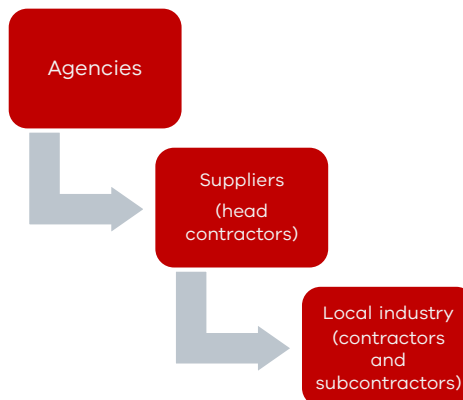 Agencies
Suppliers
(head
contractors)
Local industry
(contractors
and
subcontractors)